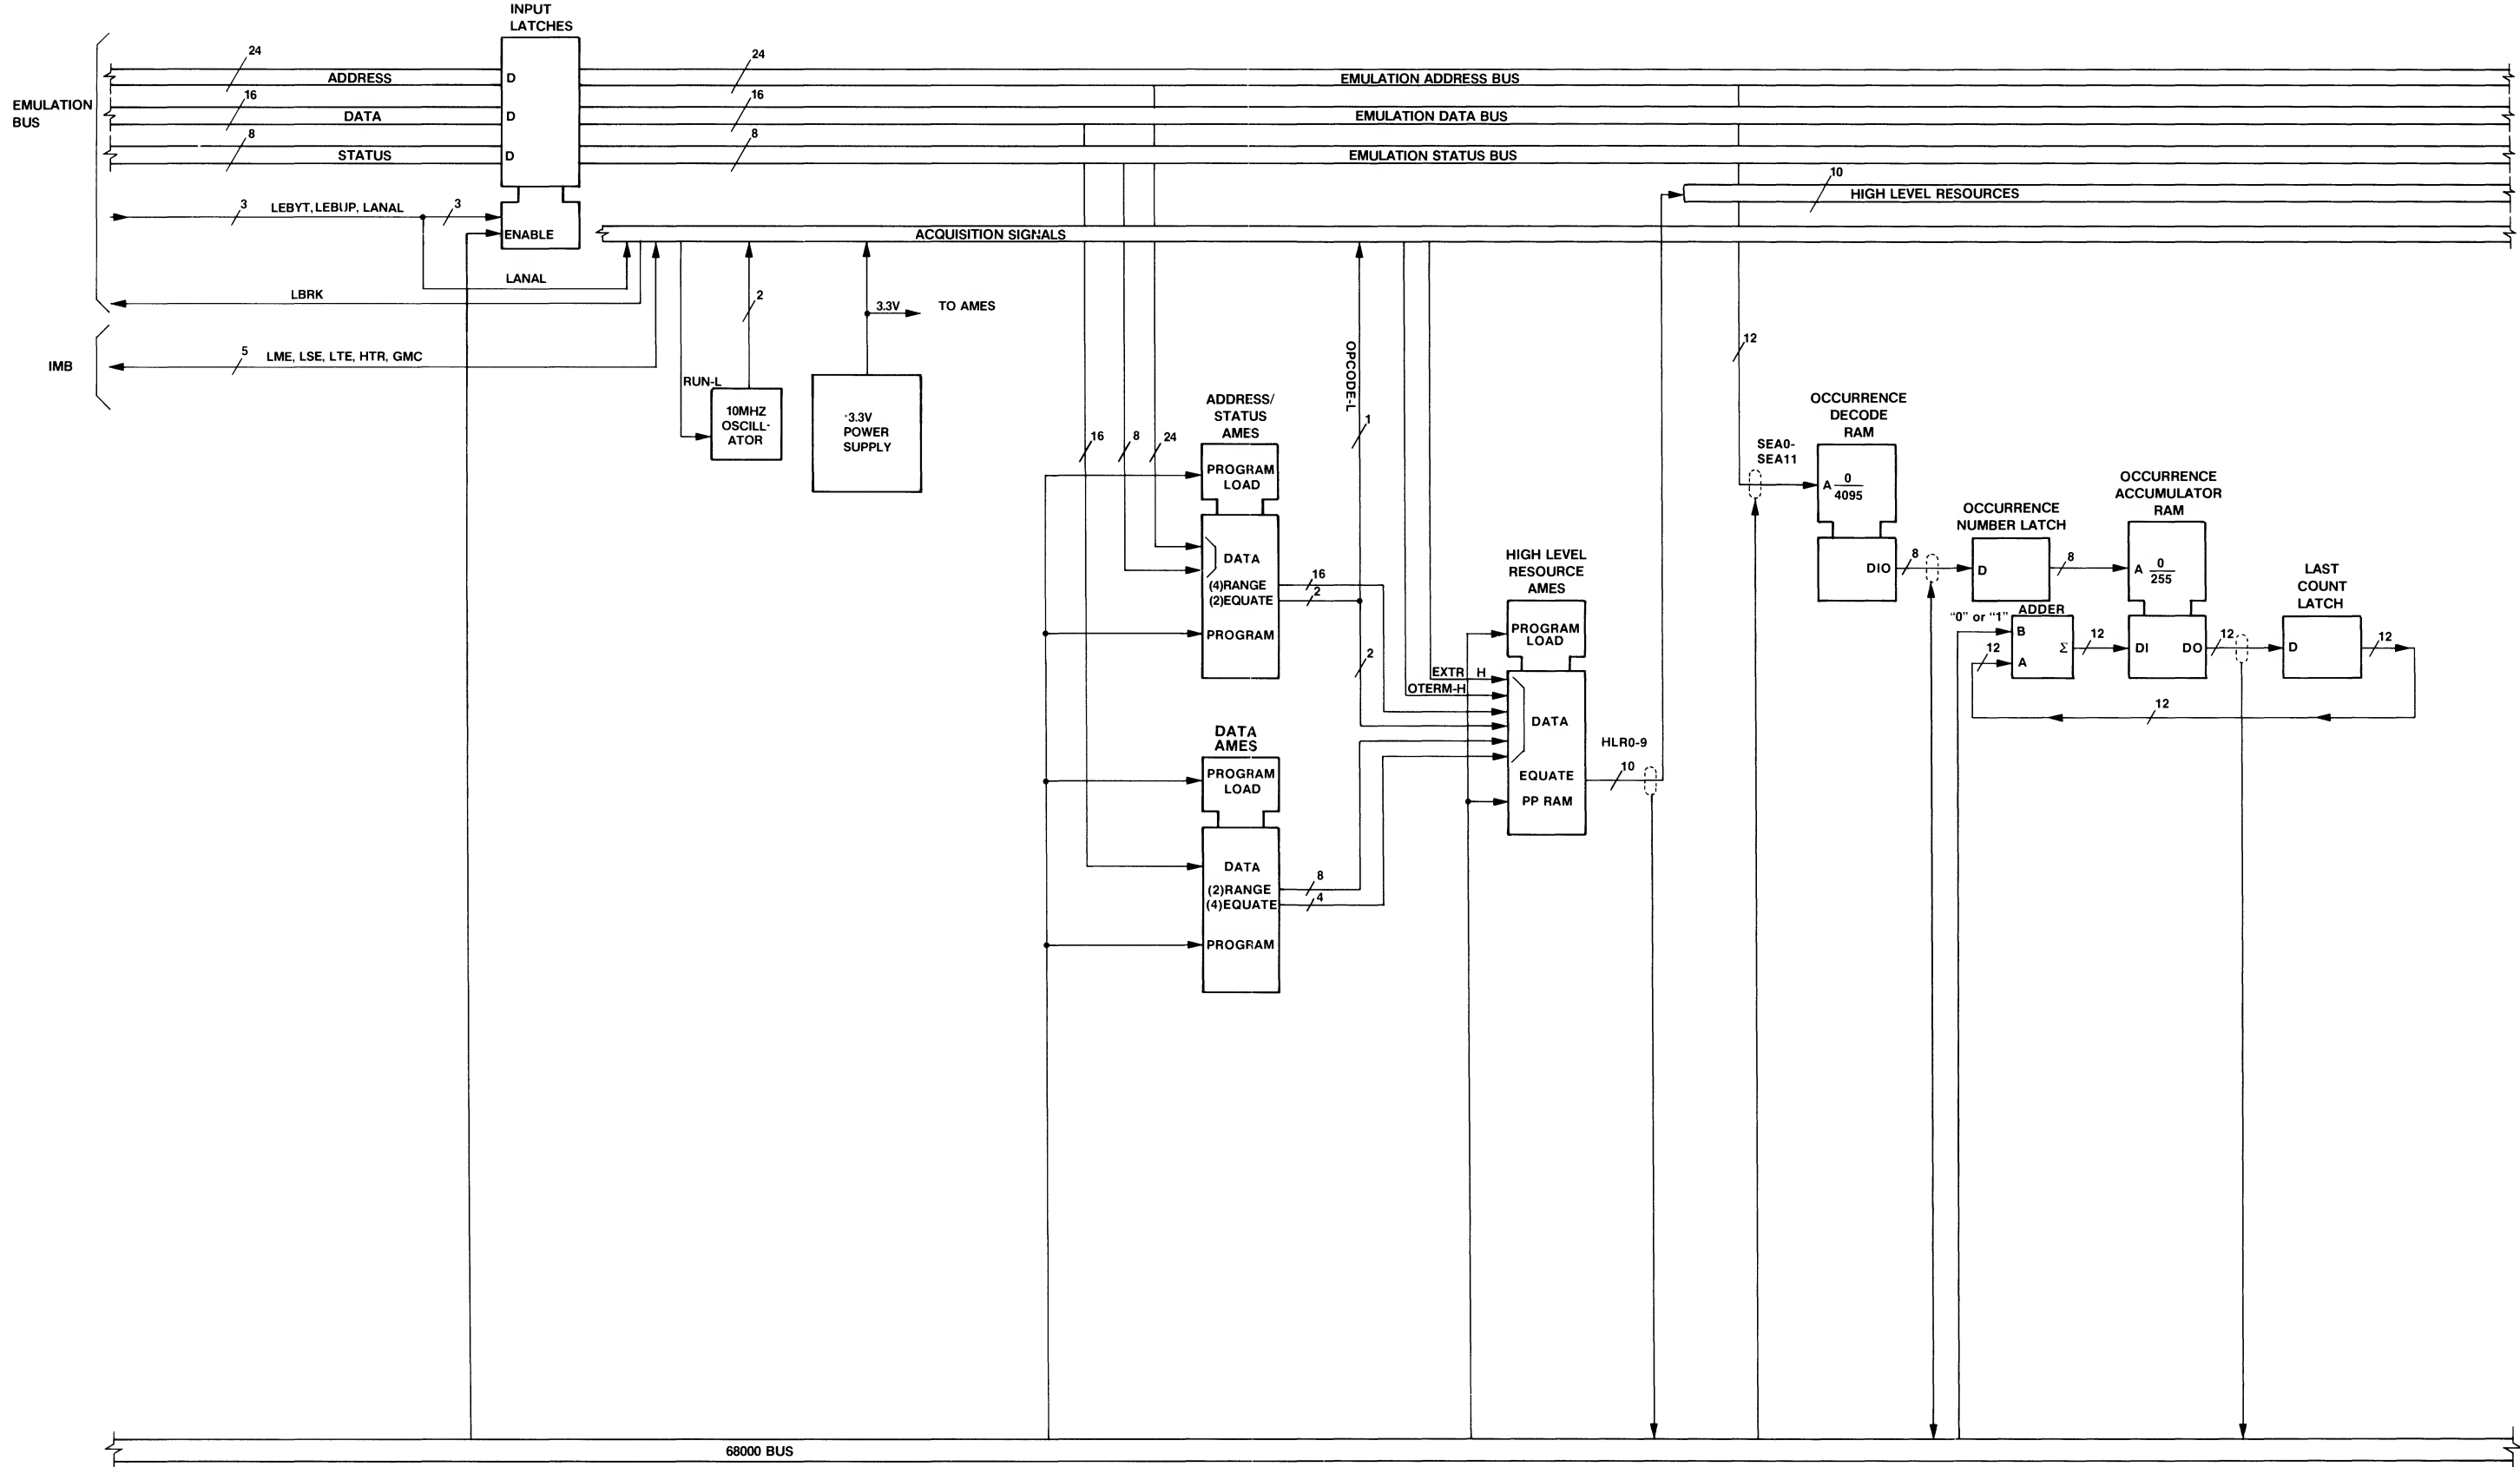 INPUT
LATCHES
EMULATION
BUS
24
ADDRESS
D
24
EMULATION ADDRESS BUS
16
DATA
D
16
EMULATION DATA BUS
8
STATUS
D
8
EMULATION STATUS BUS
10
HIGH LEVEL RESOURCES
3
LEBYT, LEBUP, LANAL
3
ENABLE
ACQUISITION SIGNALS
LANAL
LBRK
2
3.3V
TO AMES
IMB
5
LME, LSE, LTE, HTR, GMC
RUN-L
10MHZ
OSCILL-
ATOR
3.3V
POWER
SUPPLY
16
8
24
ADDRESS/
STATUS
AMES
PROGRAM
LOAD
DATA
(4)RANGE
(2)EQUATE
PROGRAM
16
2
OPCODE-L
1
2
DATA
AMES
PROGRAM
LOAD
DATA
(2)RANGE
(4)EQUATE
PROGRAM
8
4
HIGH LEVEL
RESOURCE
AMES
PROGRAM
LOAD
EXTR H
OTERM-H
DATA
EQUATE
PP RAM
HLR0-9
10
12
SEA0-
SEA11
OCCURRENCE
DECODE
RAM
A 0
4095
DIO
8
OCCURRENCE
NUMBER LATCH
D
8
OCCURRENCE
ACCUMULATOR
RAM
A 0
255
DI
DO
12
"0" or "1"
ADDER
B
A
Σ
12
12
LAST
COUNT
LATCH
D
12
12
68000 BUS